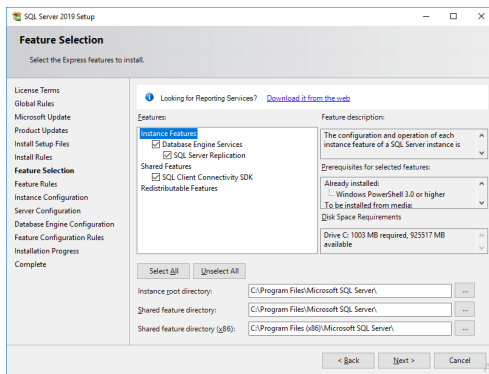 SQL Server 2019 Setup
Feature Selection
Select the Express features to install.
License Terms
Global Rules
Microsoft Update
Product Updates
Install Setup Files
Install Rules
Feature Selection
Feature Rules
Instance Configuration
Server Configuration
Database Engine Configuration
Feature Configuration Rules
Installation Progress
Complete
Looking for Reporting Services? Download it from the web
Features:
Instance Features
Database Engine Services
SQL Server Replication
Shared Features
SQL Client Connectivity SDK
Redistributable Features
Feature description:
The configuration and operation of each
instance feature of a SQL Server instance is
Prerequisites for selected features:
Already installed:
Windows PowerShell 3.0 or higher
To be installed from media:
Disk Space Requirements
Drive C: 1003 MB required, 925517 MB
available
Select All
Unselect All
Instance root directory: C:\Program Files\Microsoft SQL Server\ ...
Shared feature directory: C:\Program Files\Microsoft SQL Server\ ...
Shared feature directory (x86): C:\Program Files (x86)\Microsoft SQL Server\ ...
< Back
Next >
Cancel